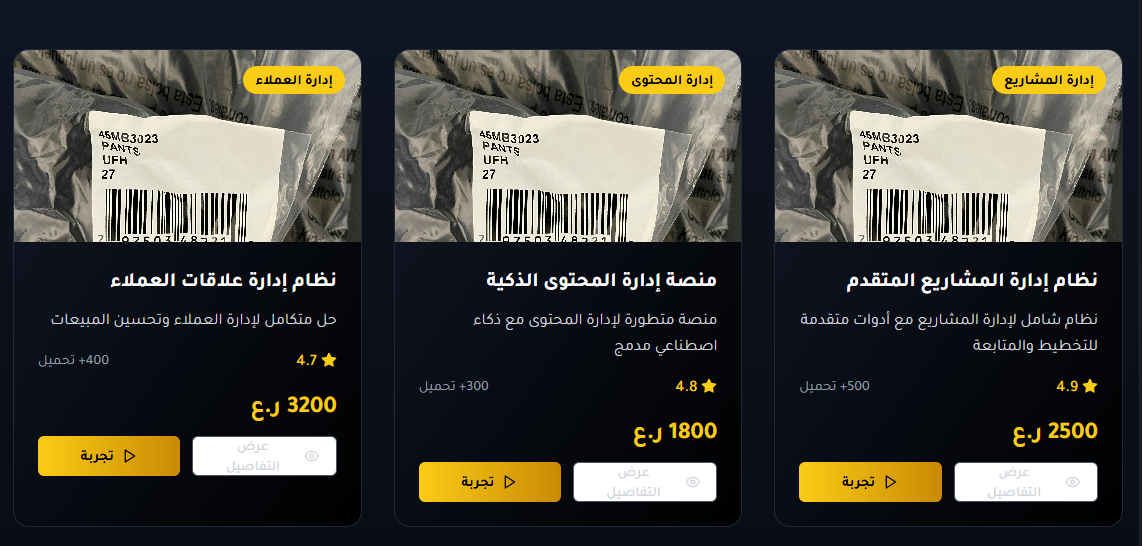 إدارة المشاريع
45MB3023
PANTS
UFH
27
نظام إدارة المشاريع المتقدم
نظام شامل لإدارة المشاريع مع أدوات متقدمة
للتخطيط والمتابعة
4.9
500+ تحميل
2500 ر.ع
عرض
التفاصيل
تجربة
إدارة المحتوى
45MB3023
PANTS
UFH
27
منصة إدارة المحتوى الذكية
منصة متطورة لإدارة المحتوى مع ذكاء
اصطناعي مدمج
4.8
300+ تحميل
1800 ر.ع
عرض
التفاصيل
تجربة
إدارة العملاء
45MB3023
PANTS
UFH
27
نظام إدارة علاقات العملاء
حل متكامل لإدارة العملاء وتحسين المبيعات
4.7
400+ تحميل
3200 ر.ع
عرض
التفاصيل
تجربة